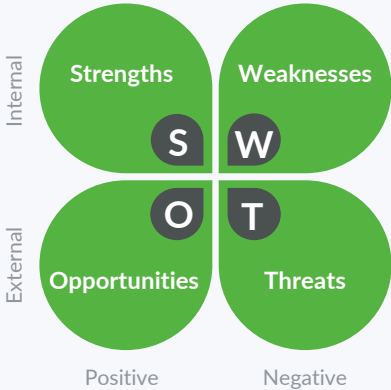 Internal
Strengths
Weaknesses
S
W
External
O
T
Opportunities
Threats
Positive
Negative